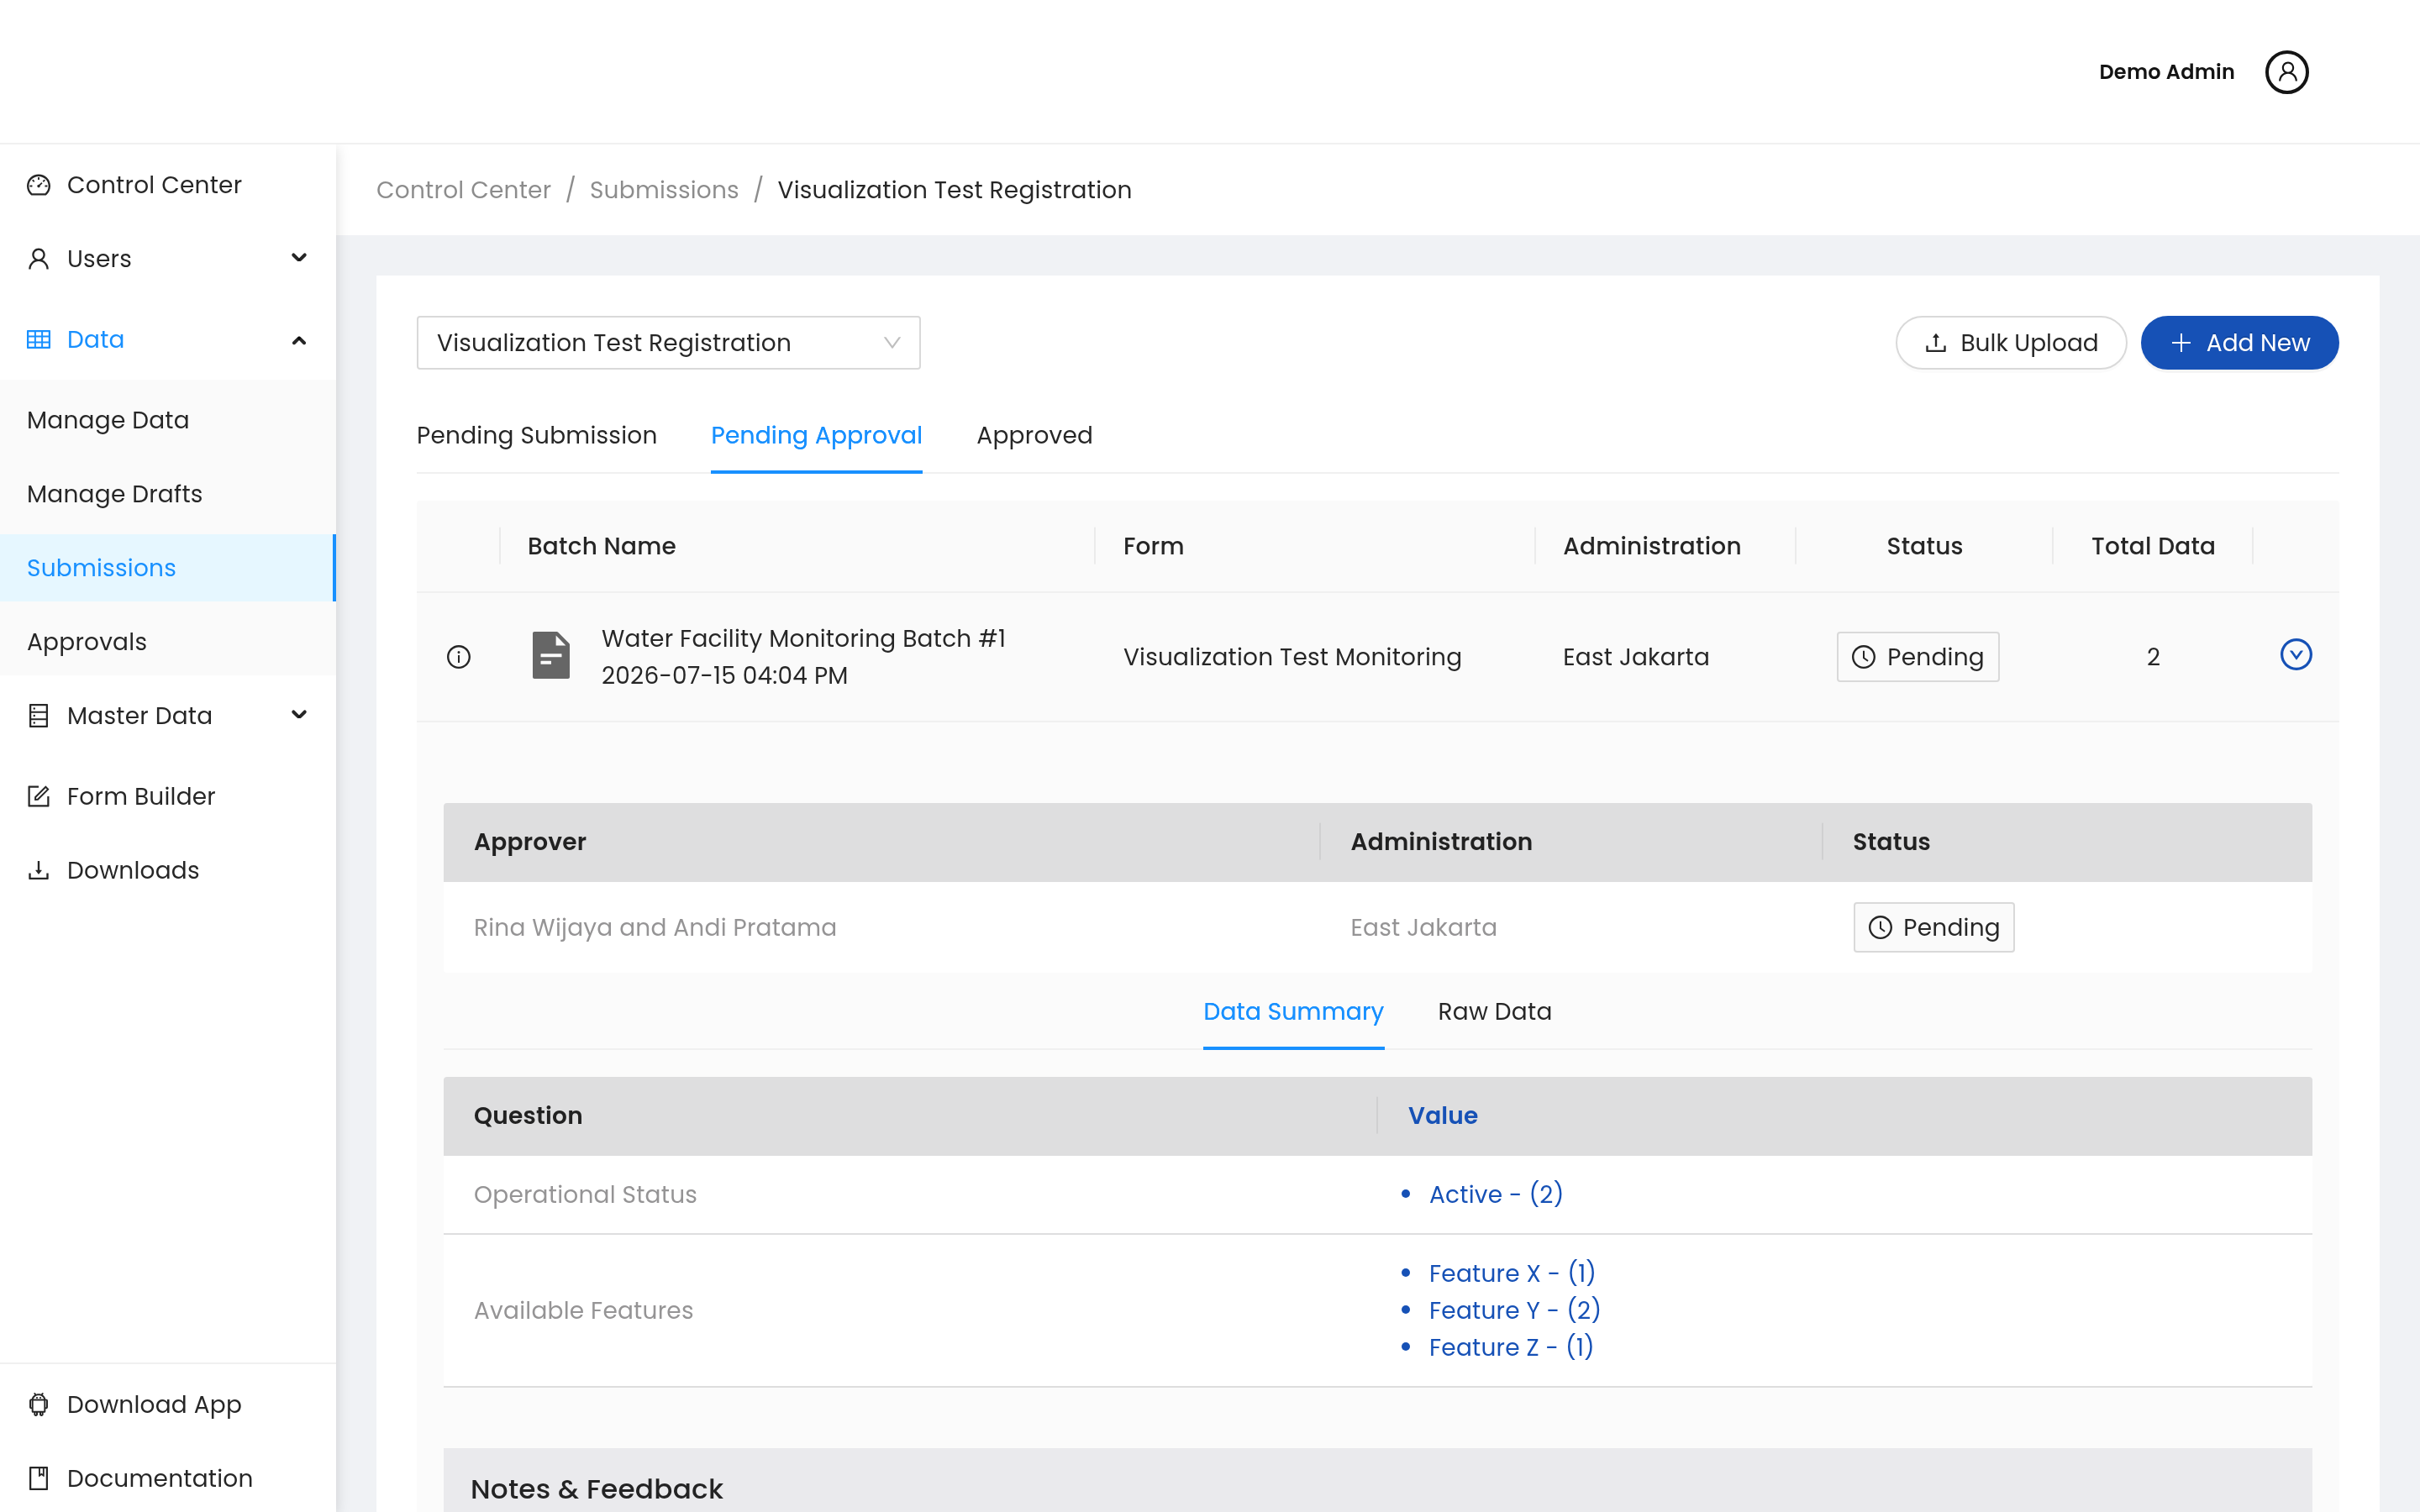 Demo Admin
Control Center
Users
Data
Manage Data
Manage Drafts
Submissions
Approvals
Master Data
Form Builder
Downloads
Download App
Documentation
Control Center / Submissions / Visualization Test Registration
Visualization Test Registration
Bulk Upload
Add New
Pending Submission Pending Approval Approved
Batch Name Form Administration Status Total Data
Water Facility Monitoring Batch #1
2026-07-15 04:04 PM
Visualization Test Monitoring East Jakarta Pending 2
Approver Administration Status
Rina Wijaya and Andi Pratama East Jakarta Pending
Data Summary Raw Data
Question Value
Operational Status Active - (2)
Available Features
Feature X - (1)
Feature Y - (2)
Feature Z - (1)
Notes & Feedback